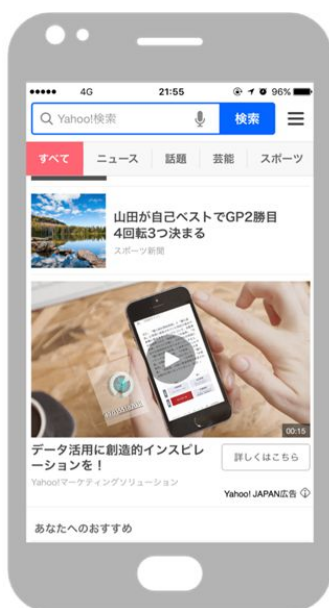 4G 21:55 96%
Yahoo!検索 検索
すべて ニュース 話題 芸能 スポーツ
山田が自己ベストでGP2勝目
4回転3つ決まる
スポーツ新聞
00:15
データ活用に創造的インスピレ
ーションを！
詳しくはこちら
Yahoo!マーケティングソリューション
Yahoo! JAPAN広告
あなたへのおすすめ